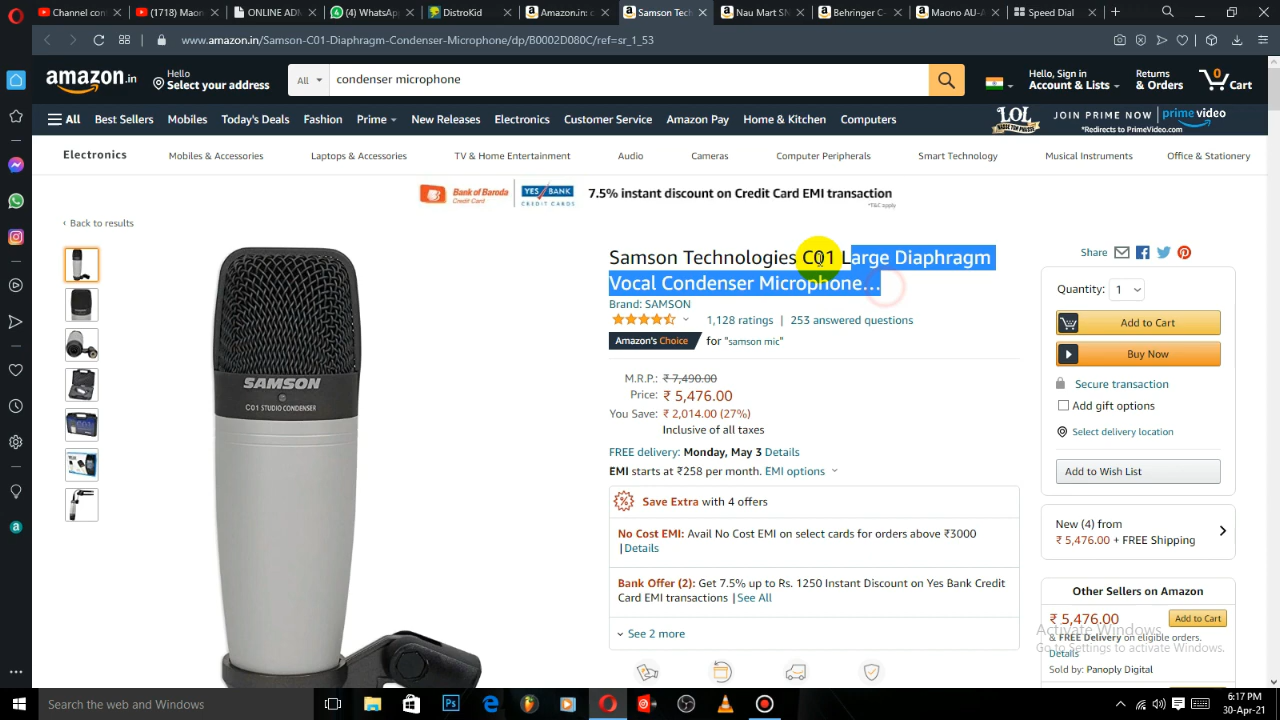 Channel cont
(1718) Maon
ONLINE ADM
(4) WhatsApp
DistroKid
Amazon.in: c
Samson Tech
Nau Mart SN
Behringer C-
Maono AU-A
Speed Dial
www.amazon.in/Samson-C01-Diaphragm-Condenser-Microphone/dp/B0002D080C/ref=sr_1_53
amazon.in
Hello
Select your address
All
condenser microphone
Hello, Sign in
Account & Lists
Returns
& Orders
0
Cart
All
Best Sellers
Mobiles
Today's Deals
Fashion
Prime
New Releases
Electronics
Customer Service
Amazon Pay
Home & Kitchen
Computers
LOL
JOIN PRIME NOW
prime video
*Redirects to PrimeVideo.com
Electronics
Mobiles & Accessories
Laptops & Accessories
TV & Home Entertainment
Audio
Cameras
Computer Peripherals
Smart Technology
Musical Instruments
Office & Stationery
Bank of Baroda
Credit Card
YES BANK
CREDIT CARDS
7.5% instant discount on Credit Card EMI transaction
*T&C apply
‹ Back to results
SAMSON
C01 STUDIO CONDENSER
Samson Technologies C01 Large Diaphragm
Vocal Condenser Microphone...
Brand: SAMSON
1,128 ratings | 253 answered questions
Amazon's Choice for "samson mic"
M.R.P.: ₹ 7,490.00
Price: ₹ 5,476.00
You Save: ₹ 2,014.00 (27%)
Inclusive of all taxes
FREE delivery: Monday, May 3 Details
EMI starts at ₹258 per month. EMI options
Save Extra with 4 offers
No Cost EMI: Avail No Cost EMI on select cards for orders above ₹3000
|Details
Bank Offer (2): Get 7.5% up to Rs. 1250 Instant Discount on Yes Bank Credit
Card EMI transactions |See All
See 2 more
Share
Quantity: 1
Add to Cart
Buy Now
Secure transaction
Add gift options
Select delivery location
Add to Wish List
New (4) from
₹ 5,476.00 + FREE Shipping
Other Sellers on Amazon
₹ 5,476.00
Add to Cart
& FREE Delivery on eligible orders.
Details
Sold by: Panoply Digital
Activate Windows
Go to Settings to activate Windows.
Search the web and Windows
6:17 PM
30-Apr-21